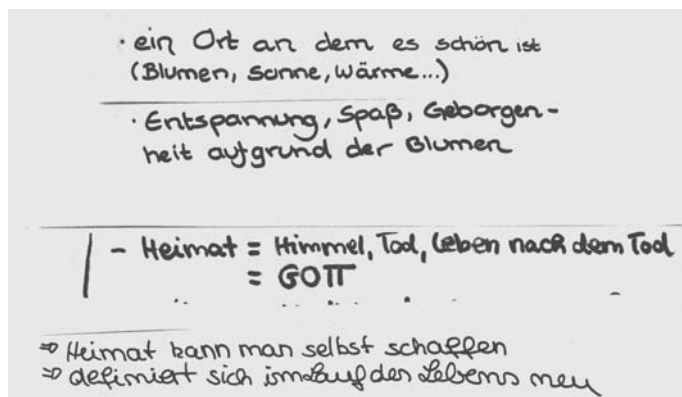 · ein Ort an dem es schön ist
(Blumen, Sonne, Wärme...)
· Entspannung, Spaß, Geborgen-
heit aufgrund der Blumen
- Heimat = Himmel, Tod, Leben nach dem Tod
= GOTT
⇒ Heimat kann man selbst schaffen
⇒ definiert sich im Lauf des Lebens neu